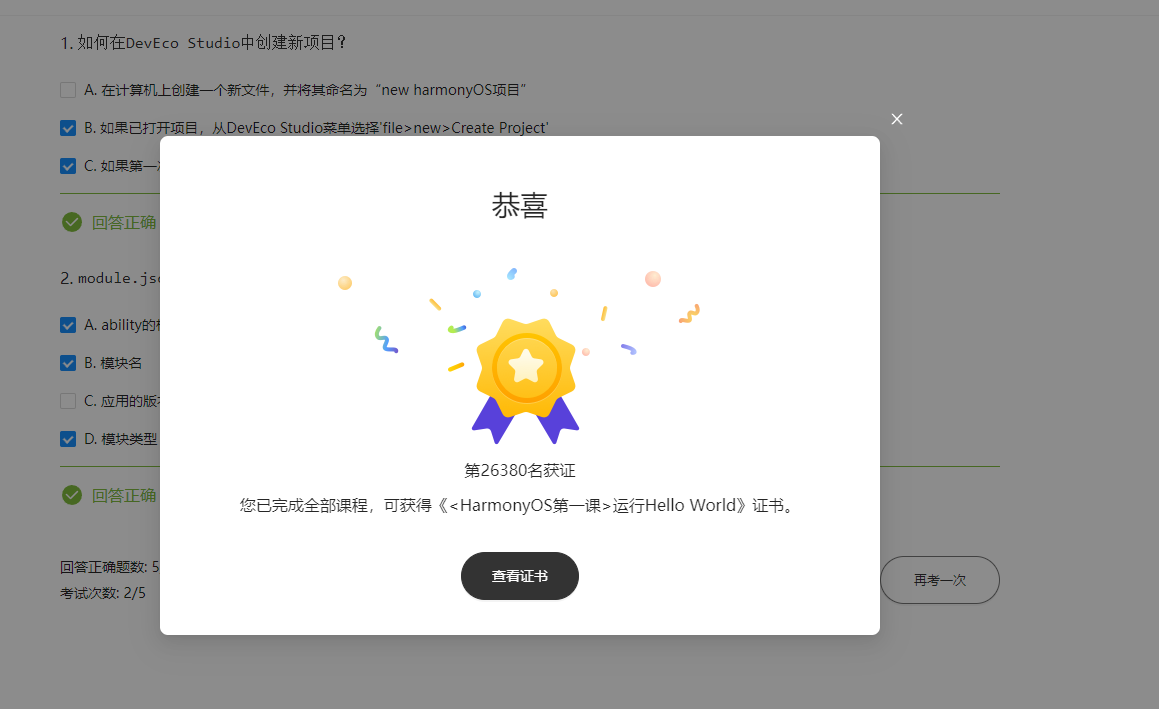 1. 如何在DevEco Studio中创建新项目?
A. 在计算机上创建一个新文件，并将其命名为“new harmonyOS项目”
B. 如果已打开项目，从DevEco Studio菜单选择'file>new>Create Project'
C. 如果第一
回答正确
2. module.js
A. ability的
B. 模块名
C. 应用的版
D. 模块类型
回答正确
回答正确题数: 5
考试次数: 2/5
恭喜
第26380名获证
您已完成全部课程，可获得《<HarmonyOS第一课>运行Hello World》证书。
查看证书
再考一次